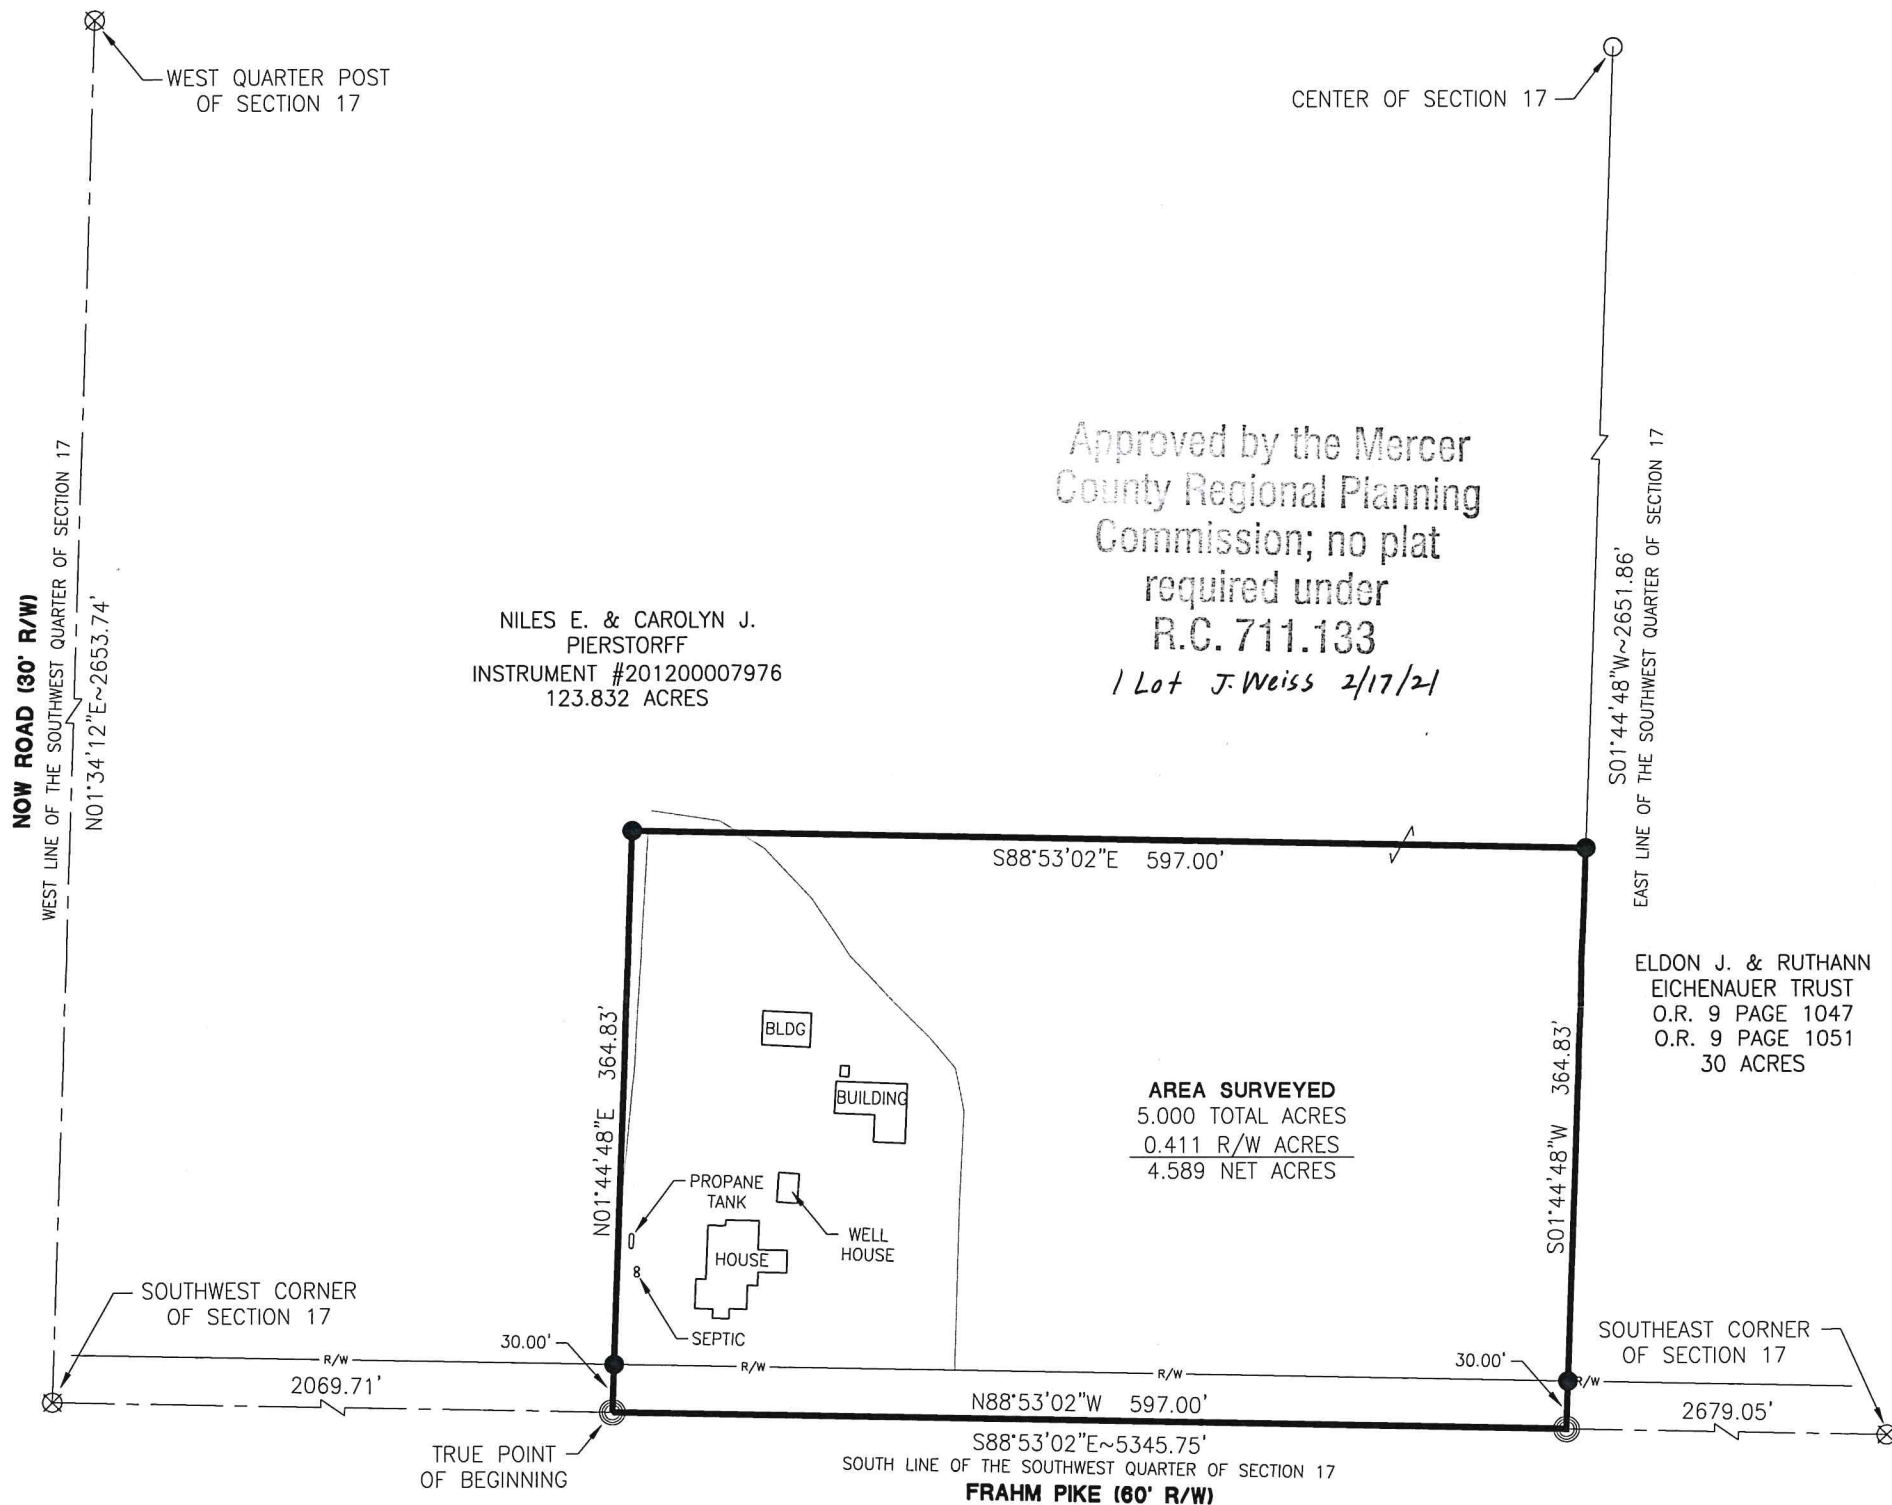 WEST QUARTER POST
OF SECTION 17
CENTER OF SECTION 17
NOW ROAD (30' R/W)
WEST LINE OF THE SOUTHWEST QUARTER OF SECTION 17
N01°34'12"E~2653.74'
NILES E. & CAROLYN J.
PIERSTORFF
INSTRUMENT #201200007976
123.832 ACRES
Approved by the Mercer
County Regional Planning
Commission; no plat
required under
R.C. 711.133
1 Lot J. Weiss 2/17/21
S01°44'48"W~2651.86'
EAST LINE OF THE SOUTHWEST QUARTER OF SECTION 17
S88°53'02"E 597.00'
N01°44'48"E 364.83'
BLDG
BUILDING
PROPANE
TANK
WELL
HOUSE
HOUSE
8
SEPTIC
AREA SURVEYED
5.000 TOTAL ACRES
0.411 R/W ACRES
4.589 NET ACRES
S01°44'48"W 364.83'
ELDON J. & RUTHANN
EICHENAUER TRUST
O.R. 9 PAGE 1047
O.R. 9 PAGE 1051
30 ACRES
SOUTHWEST CORNER
OF SECTION 17
SOUTHEAST CORNER
OF SECTION 17
30.00'
30.00'
R/W
R/W
R/W
R/W
2069.71'
N88°53'02"W 597.00'
2679.05'
TRUE POINT
OF BEGINNING
S88°53'02"E~5345.75'
SOUTH LINE OF THE SOUTHWEST QUARTER OF SECTION 17
FRAHM PIKE (60' R/W)